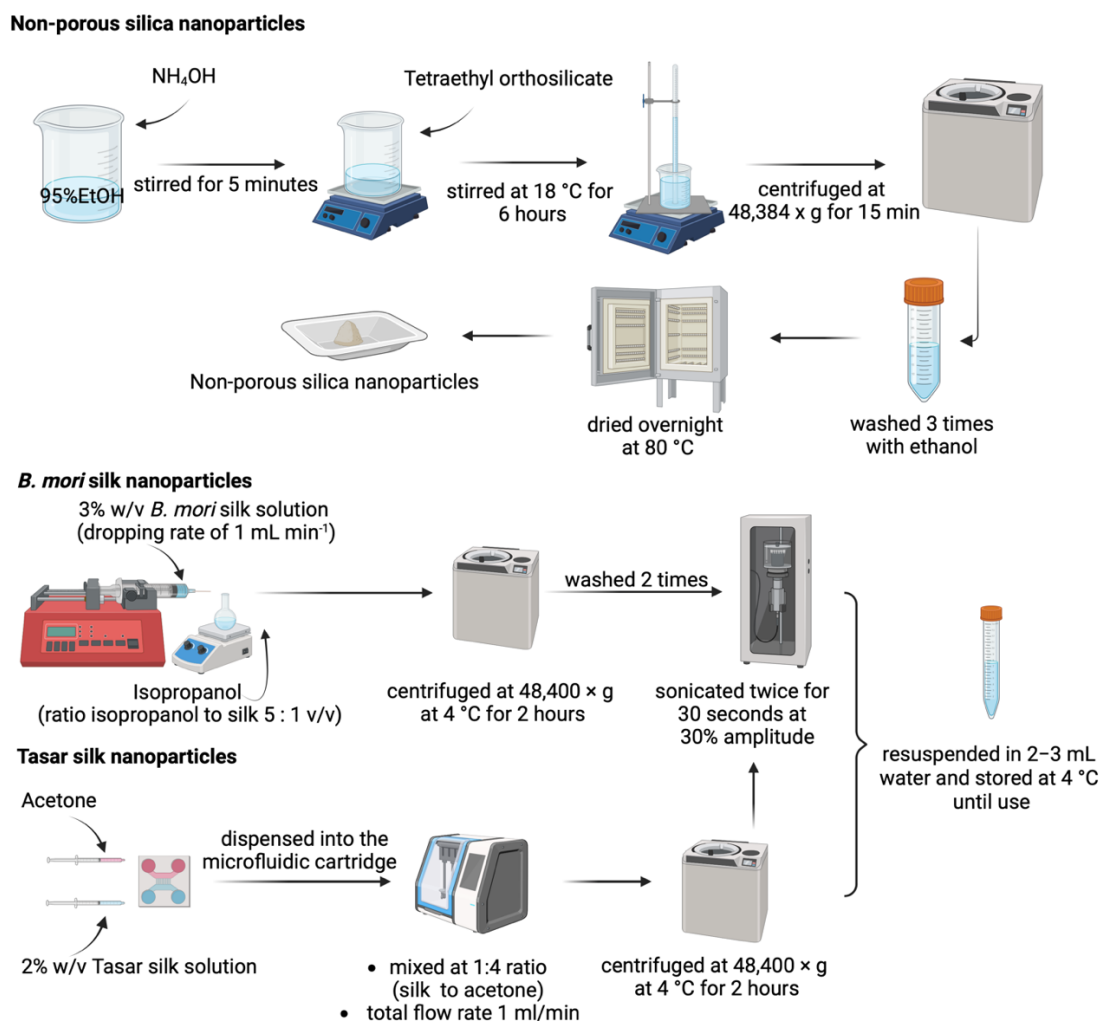 Non-porous silica nanoparticles
NH₄OH
Tetraethyl orthosilicate
95%EtOH
stirred for 5 minutes
stirred at 18 °C for
6 hours
centrifuged at
48,384 x g for 15 min
Non-porous silica nanoparticles
dried overnight
at 80 °C
washed 3 times
with ethanol
B. mori silk nanoparticles
3% w/v B. mori silk solution
(dropping rate of 1 mL min⁻¹)
washed 2 times
Isopropanol
(ratio isopropanol to silk 5 : 1 v/v)
centrifuged at 48,400 × g
at 4 °C for 2 hours
sonicated twice for
30 seconds at
30% amplitude
resuspended in 2–3 mL
water and stored at 4 °C
until use
Tasar silk nanoparticles
Acetone
dispensed into the
microfluidic cartridge
2% w/v Tasar silk solution
• mixed at 1:4 ratio
(silk to acetone)
• total flow rate 1 ml/min
centrifuged at 48,400 × g
at 4 °C for 2 hours